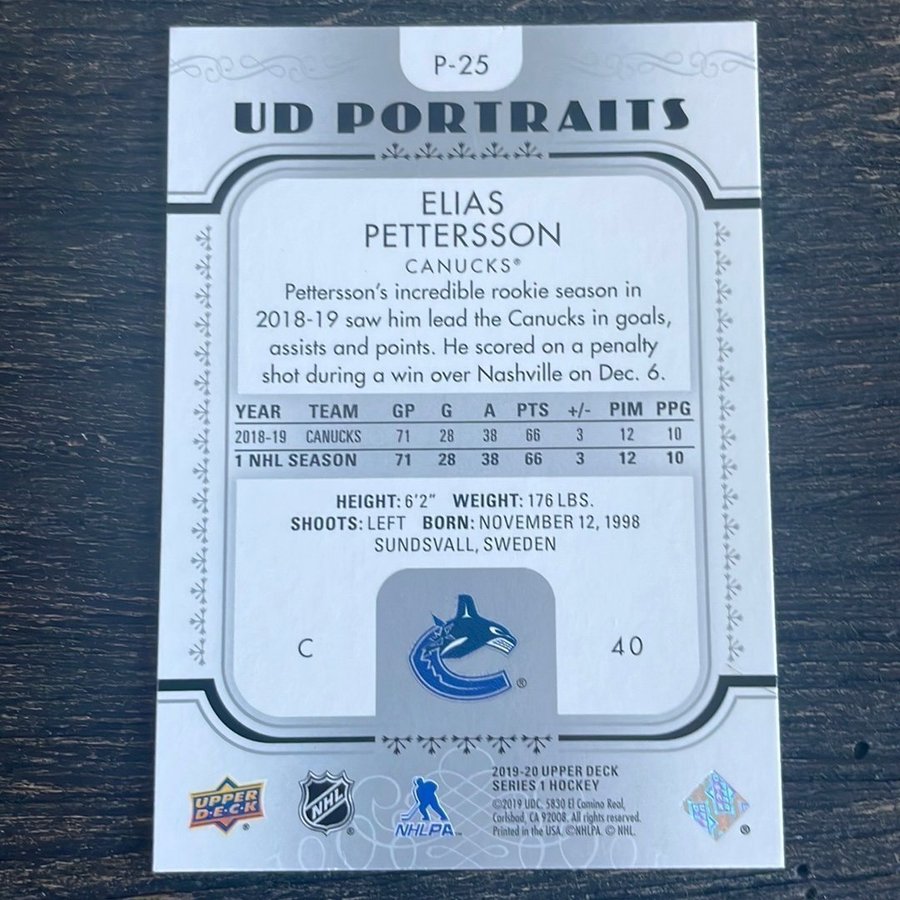 P-25
UD PORTRAITS
ELIAS
PETTERSSON
CANUCKS®
Pettersson's incredible rookie season in
2018-19 saw him lead the Canucks in goals,
assists and points. He scored on a penalty
shot during a win over Nashville on Dec. 6.
YEAR TEAM GP G A PTS +/- PIM PPG
2018-19 CANUCKS 71 28 38 66 3 12 10
1 NHL SEASON 71 28 38 66 3 12 10
HEIGHT: 6'2" WEIGHT: 176 LBS.
SHOOTS: LEFT BORN: NOVEMBER 12, 1998
SUNDSVALL, SWEDEN
C 40
®
UPPER
D·E·C·K
®
NHL
®
NHLPA
2019-20 UPPER DECK
SERIES 1 HOCKEY
©2019 UDC. 5830 El Camino Real,
Carlsbad, CA 92008. All rights reserved.
Printed in the USA. ©NHLPA. © NHL.
®